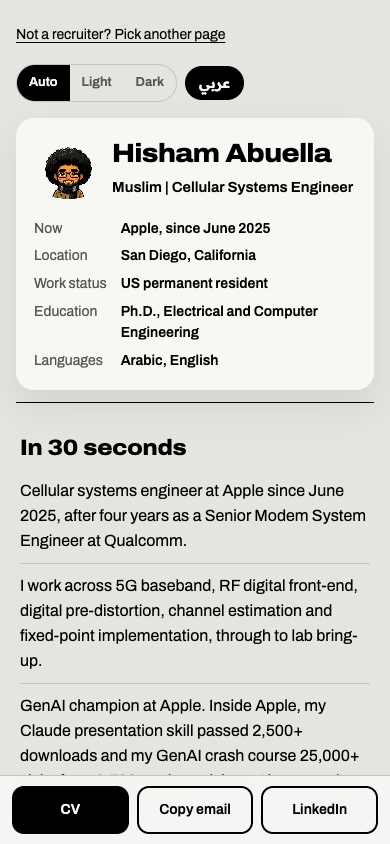 Not a recruiter? Pick another page
Auto Light Dark عربي
Hisham Abuella
Muslim | Cellular Systems Engineer
Now Apple, since June 2025
Location San Diego, California
Work status US permanent resident
Education Ph.D., Electrical and Computer
Engineering
Languages Arabic, English
In 30 seconds
Cellular systems engineer at Apple since June
2025, after four years as a Senior Modem System
Engineer at Qualcomm.
I work across 5G baseband, RF digital front-end,
digital pre-distortion, channel estimation and
fixed-point implementation, through to lab bring-
up.
GenAI champion at Apple. Inside Apple, my
Claude presentation skill passed 2,500+
downloads and my GenAI crash course 25,000+
CV Copy email LinkedIn